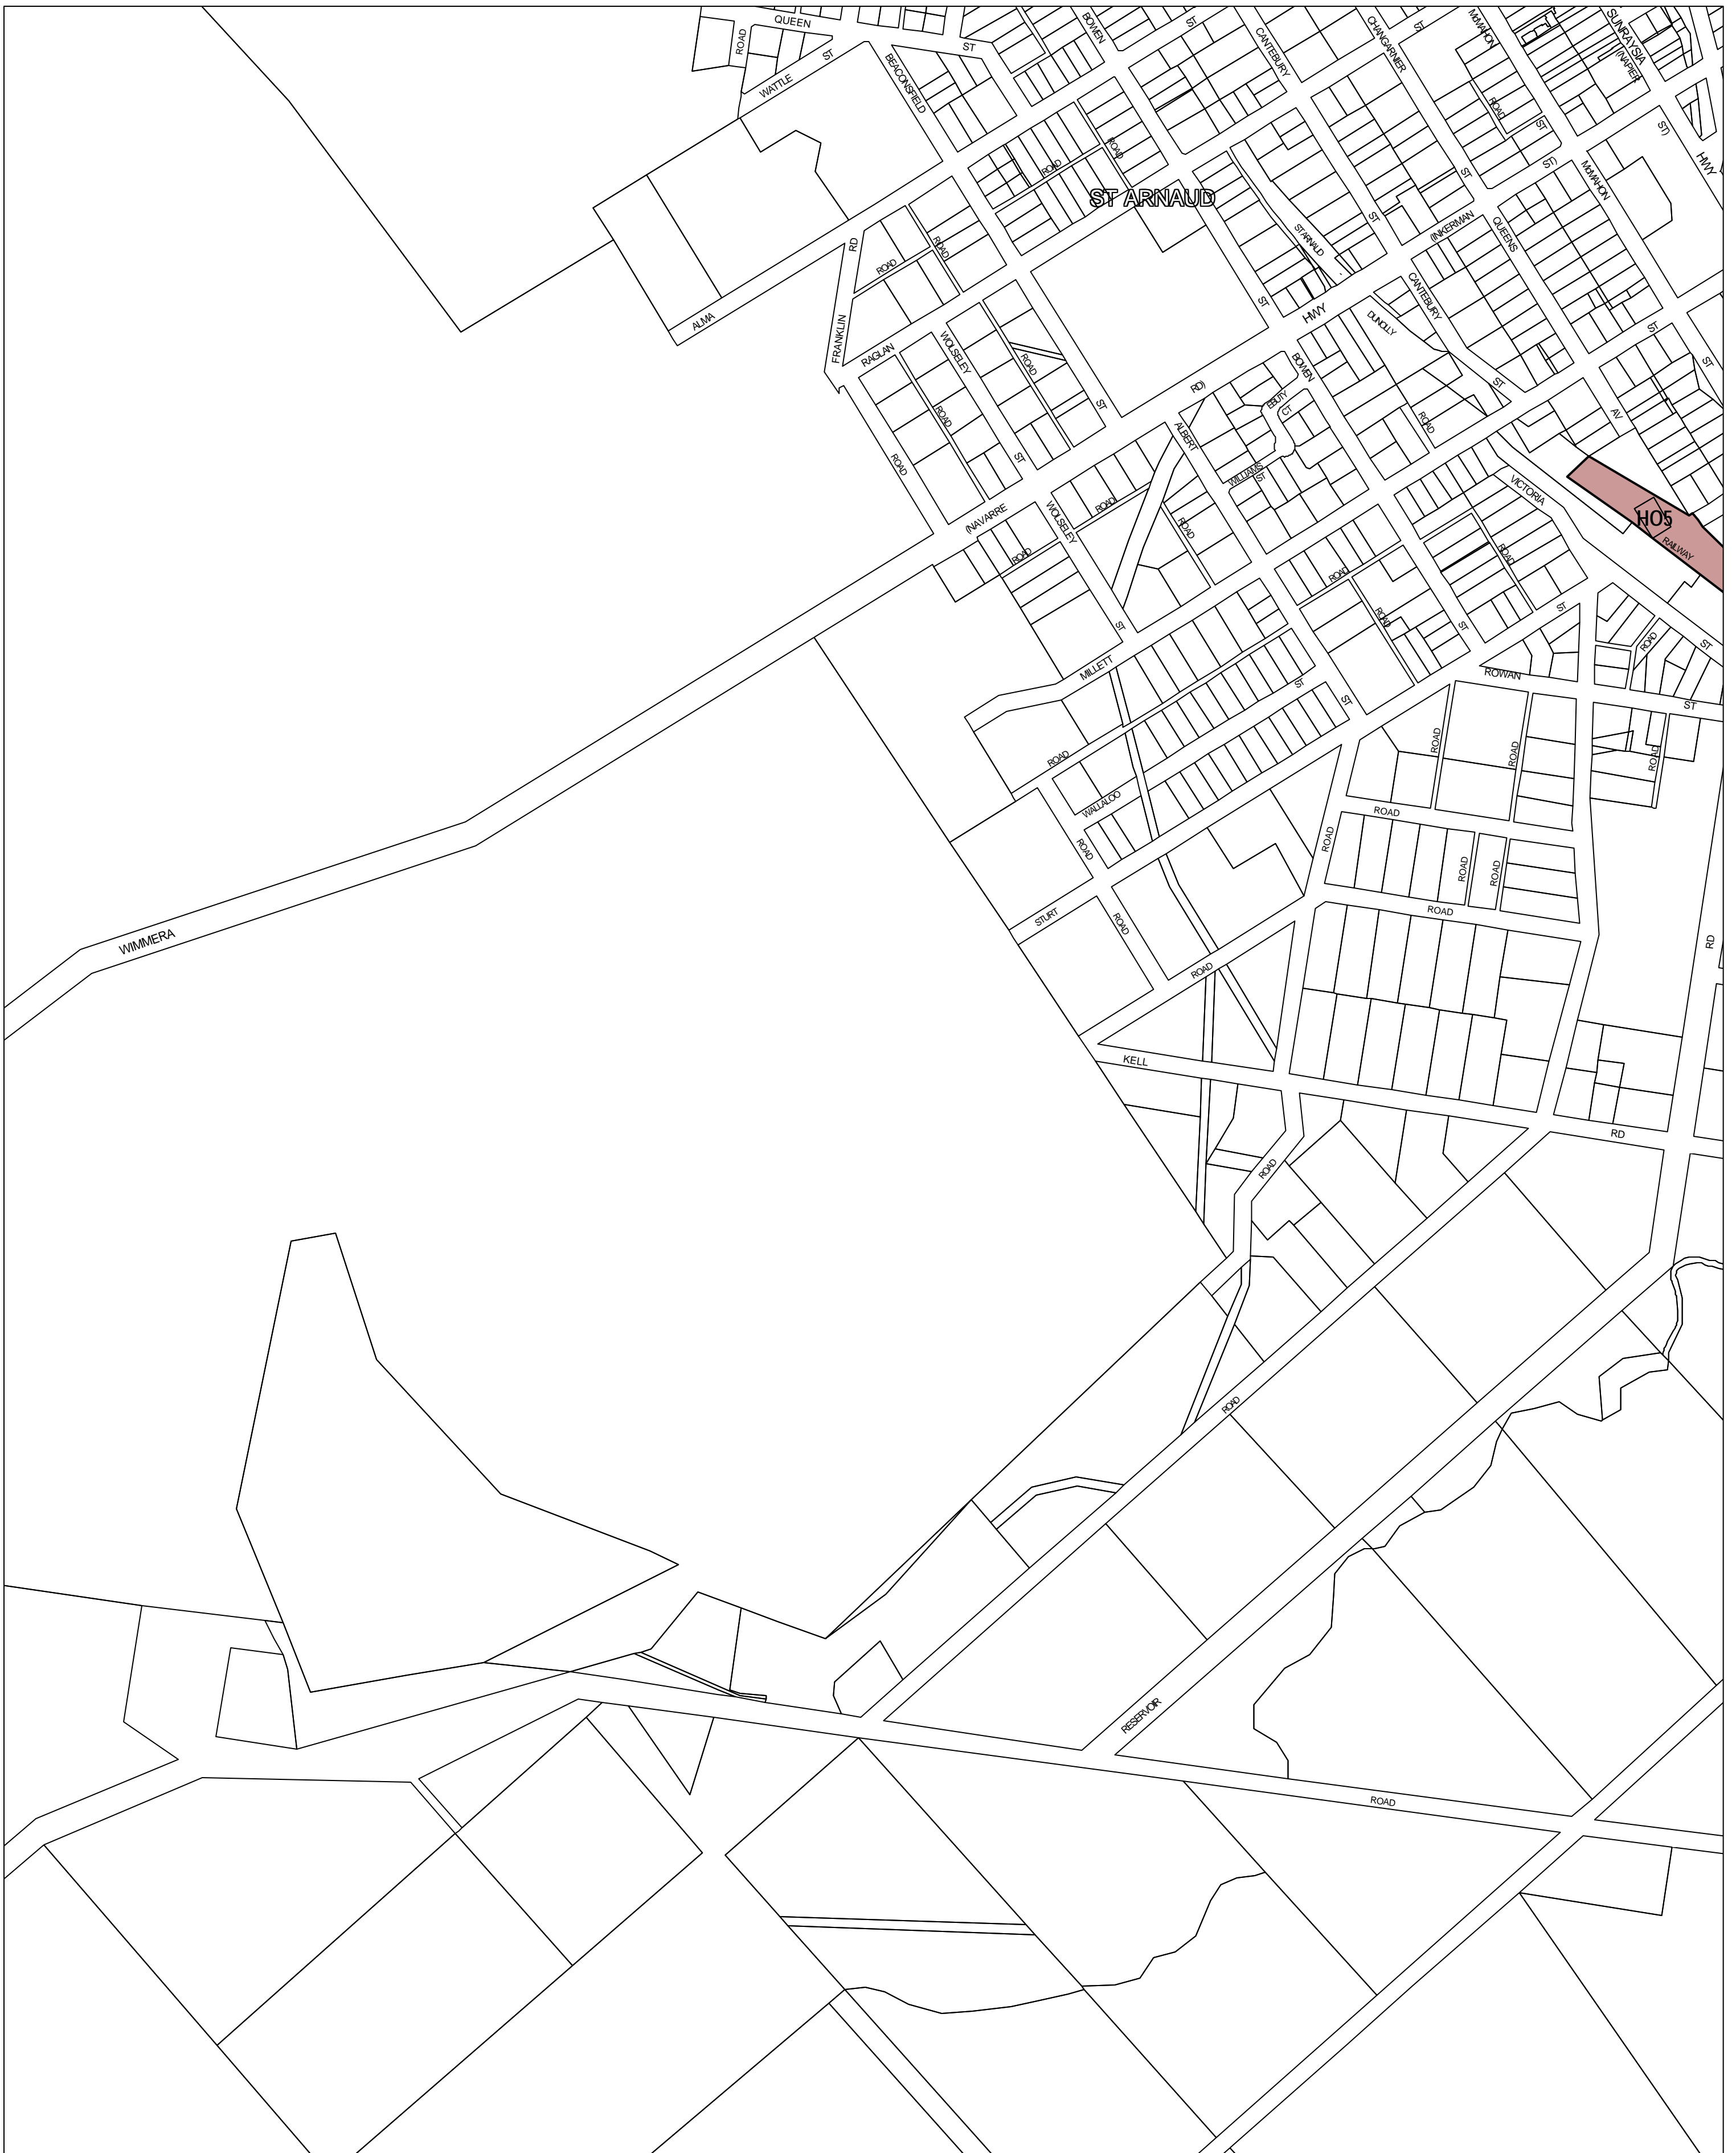 QUEEN
ST
ROAD
WATTLE
ST
BEACONSFIELD
BOWEN
ST
CANTEBURY
CHANGARNIER
ST
McMAHON
SUNRAYSIA
(NAPIER
ROAD
ST
ST)
HWY
ROAD
ROAD
ST ARNAUD
ST)
McMAHON
ST
ST
(INKERMAN
QUEENS
ST ARNAUD
RD
ROAD
ROAD
ST
HWY
CANTEBURY
DUNOLLY
ST
ST
ALMA
FRANKLIN
RAGLAN
WOLSELEY
ROAD
BOWEN
RD)
EBURY
CT
ST
ST
AV
ROAD
ROAD
ALBERT
ROAD
ST
WILLIAMS
ST
VICTORIA
HO5
RAILWAY
(NAVARRE
WOLSELEY
ROAD
ROAD
ROAD
ROAD
ROAD
ROAD
ST
ST
ST
ROAD
ST
MILLETT
ROWAN
ST
ST
ST
ROAD
WALLALOO
ROAD
ROAD
ROAD
ROAD
ROAD
ROAD
ROAD
ROAD
STURT
ROAD
ROAD
ROAD
RD
WIMMERA
KELL
RD
ROAD
ROAD
RESERVOIR
ROAD